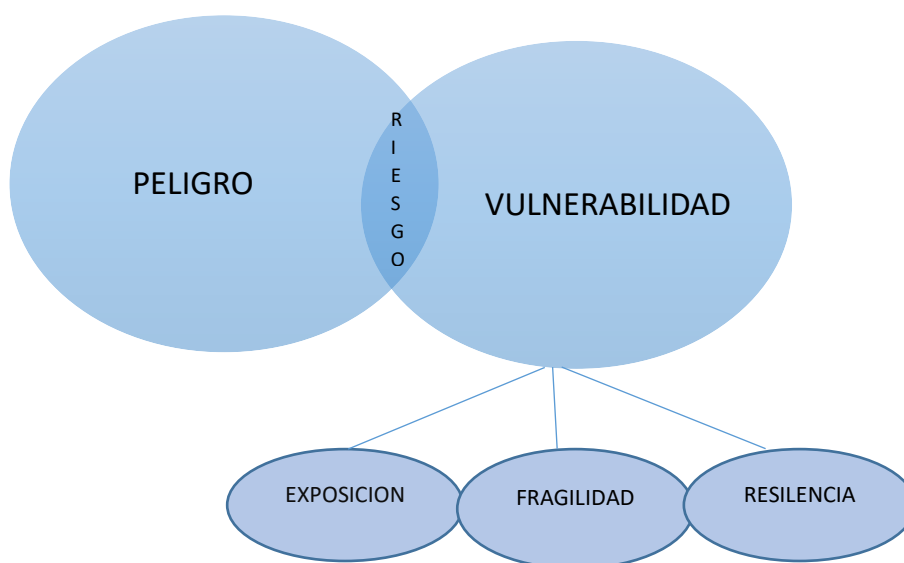 PELIGRO
R
I
E
S
G
O
VULNERABILIDAD
EXPOSICION
FRAGILIDAD
RESILENCIA